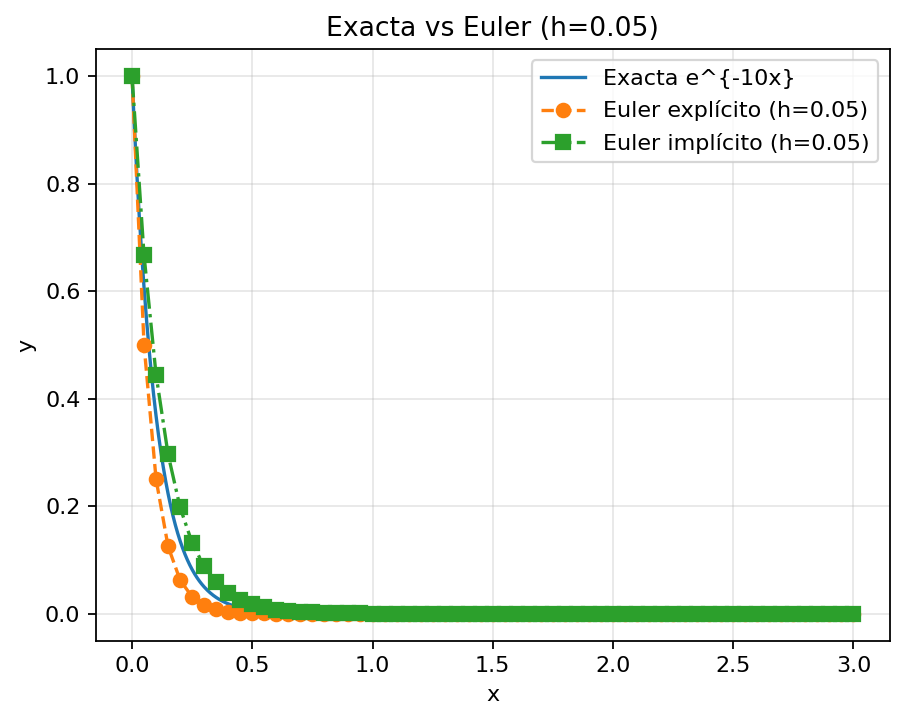 Exacta vs Euler (h=0.05)
Exacta e^{-10x}
Euler explícito (h=0.05)
Euler implícito (h=0.05)
1.0
0.8
0.6
0.4
0.2
0.0
y
0.0 0.5 1.0 1.5 2.0 2.5 3.0
x